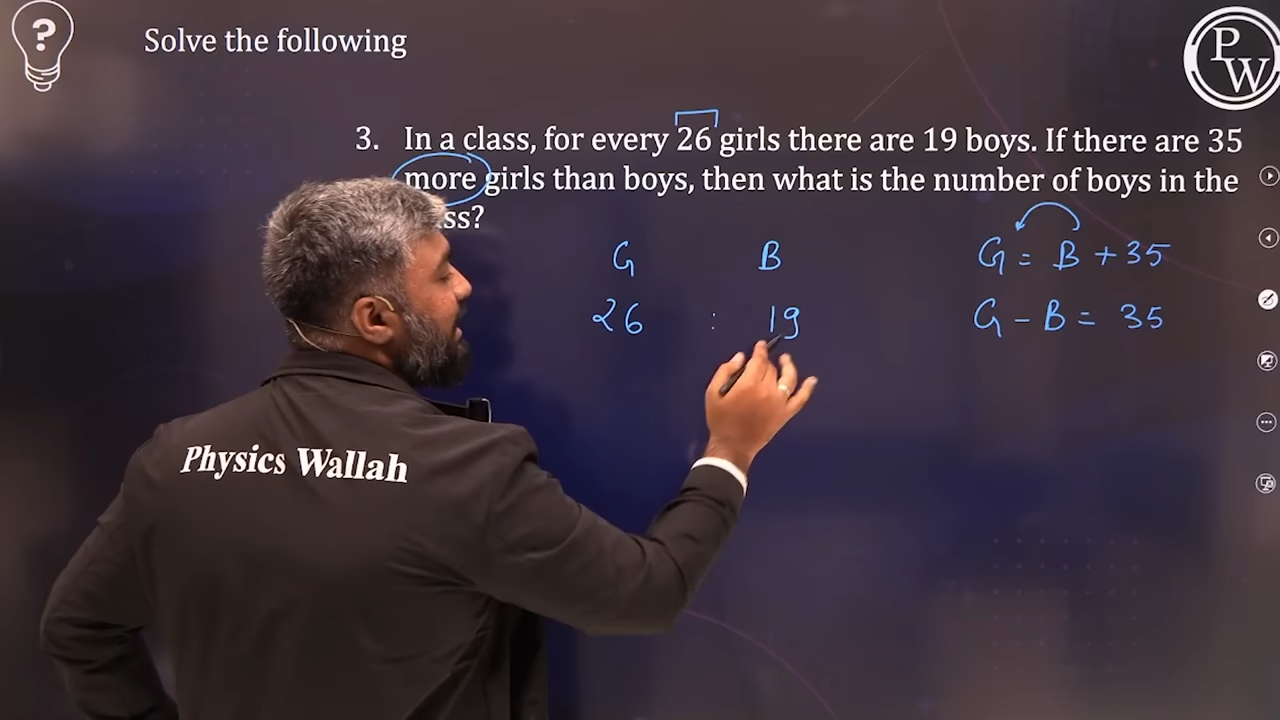 ?
Solve the following
PW
3. In a class, for every 26 girls there are 19 boys. If there are 35
more girls than boys, then what is the number of boys in the
ss?
G B G = B + 35
26 : 19 G - B = 35
Physics Wallah